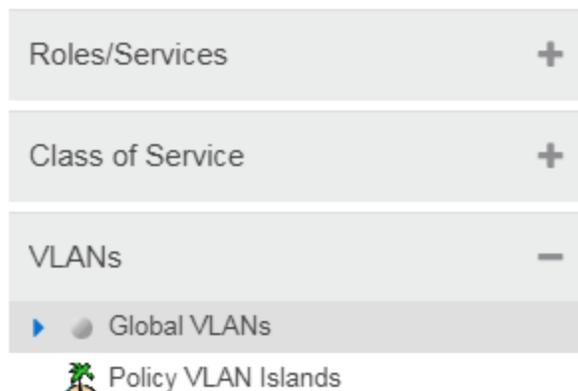 Roles/Services
Class of Service
VLANs
Global VLANs
Policy VLAN Islands